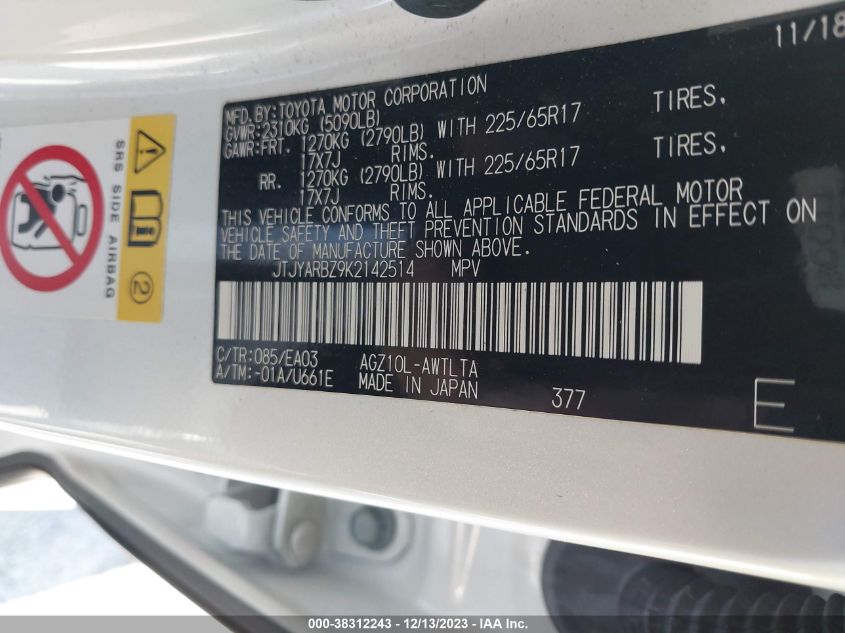 11/18
MFD.BY:TOYOTA MOTOR CORPORATION
GVWR:2310KG (5090LB)
GAWR:FRT. 1270KG (2790LB) WITH 225/65R17 TIRES,
17X7J RIMS.
RR. 1270KG (2790LB) WITH 225/65R17 TIRES,
17X7J RIMS.
THIS VEHICLE CONFORMS TO ALL APPLICABLE FEDERAL MOTOR
VEHICLE SAFETY AND THEFT PREVENTION STANDARDS IN EFFECT ON
THE DATE OF MANUFACTURE SHOWN ABOVE.
JTJYARBZ9K2142514 MPV
C/TR:085/EA03 AGZ10L-AWTLTA
A/TM:-01A/U661E MADE IN JAPAN 377 E
SRS SIDE AIRBAG
2
000-38312243 - 12/13/2023 - IAA Inc.